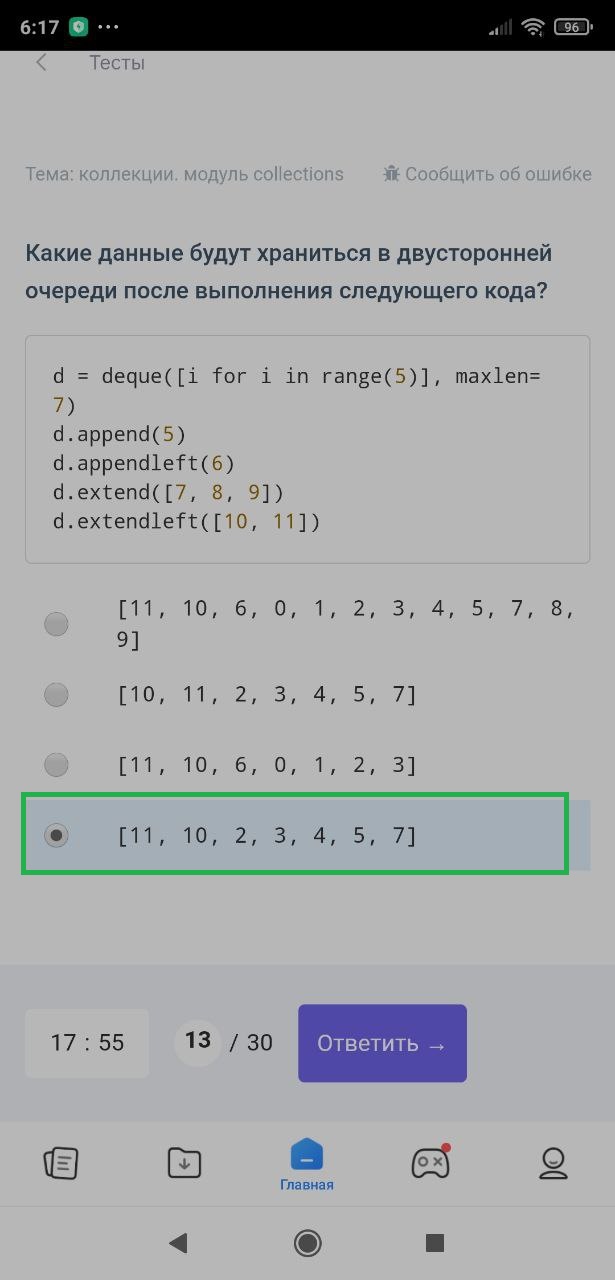 6:17
96
Тесты
Тема: коллекции. модуль collections
Сообщить об ошибке
Какие данные будут храниться в двусторонней
очереди после выполнения следующего кода?
d = deque([i for i in range(5)], maxlen=
7)
d.append(5)
d.appendleft(6)
d.extend([7, 8, 9])
d.extendleft([10, 11])
[11, 10, 6, 0, 1, 2, 3, 4, 5, 7, 8,
9]
[10, 11, 2, 3, 4, 5, 7]
[11, 10, 6, 0, 1, 2, 3]
[11, 10, 2, 3, 4, 5, 7]
17 : 55
13 / 30
Ответить →
Главная